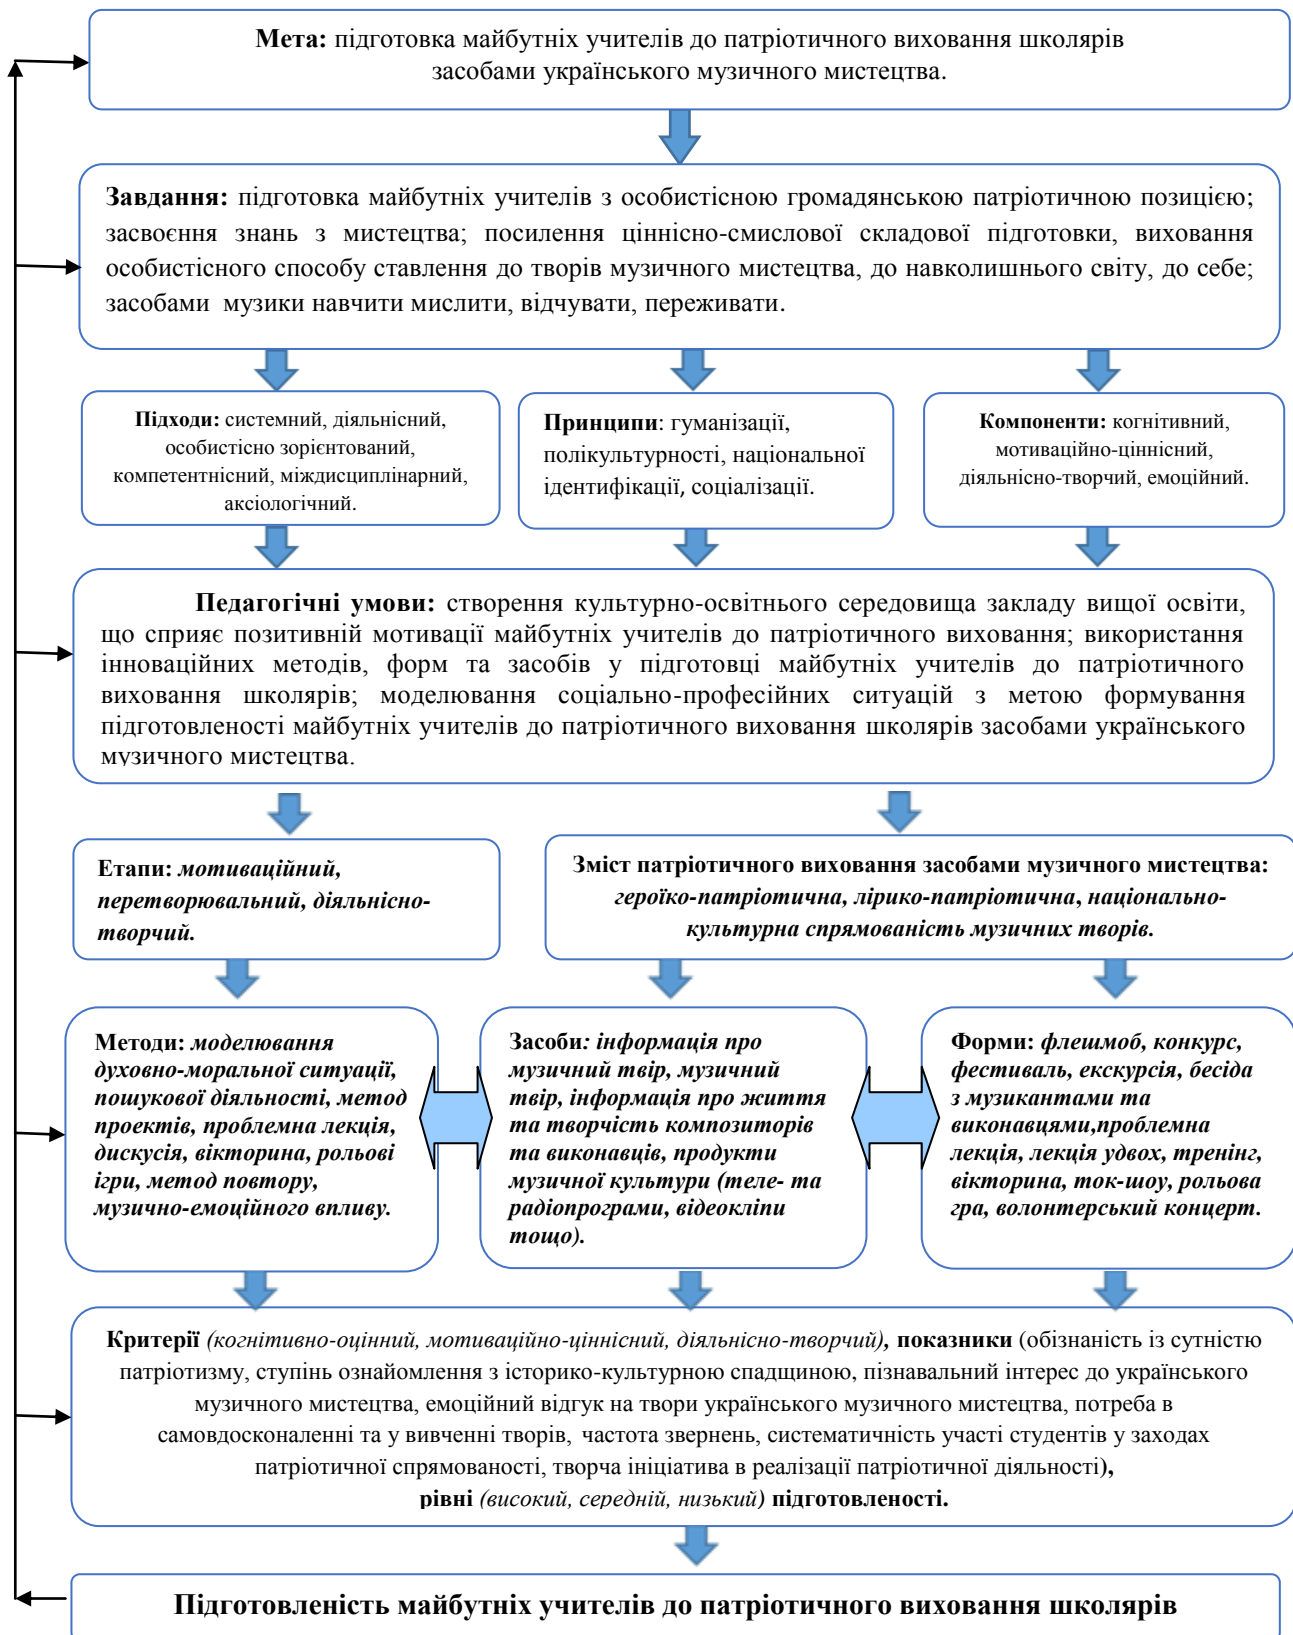 Мета: підготовка майбутніх учителів до патріотичного виховання школярів
засобами українського музичного мистецтва.
Завдання: підготовка майбутніх учителів з особистісною громадянською патріотичною позицією;
засвоєння знань з мистецтва; посилення ціннісно-смислової складової підготовки, виховання
особистісного способу ставлення до творів музичного мистецтва, до навколишнього світу, до себе;
засобами музики навчити мислити, відчувати, переживати.
Підходи: системний, діяльнісний,
особистісно зорієнтований,
компетентнісний, міждисциплінарний,
аксіологічний.
Принципи: гуманізації,
полікультурності, національної
ідентифікації, соціалізації.
Компоненти: когнітивний,
мотиваційно-ціннісний,
діяльнісно-творчий, емоційний.
Педагогічні умови: створення культурно-освітнього середовища закладу вищої освіти,
що сприяє позитивній мотивації майбутніх учителів до патріотичного виховання; використання
інноваційних методів, форм та засобів у підготовці майбутніх учителів до патріотичного
виховання школярів; моделювання соціально-професійних ситуацій з метою формування
підготовленості майбутніх учителів до патріотичного виховання школярів засобами українського
музичного мистецтва.
Етапи: мотиваційний,
перетворювальний, діяльнісно-
творчий.
Зміст патріотичного виховання засобами музичного мистецтва:
героїко-патріотична, лірико-патріотична, національно-
культурна спрямованість музичних творів.
Методи: моделювання
духовно-моральної ситуації,
пошукової діяльності, метод
проектів, проблемна лекція,
дискусія, вікторина, рольові
ігри, метод повтору,
музично-емоційного впливу.
Засоби: інформація про
музичний твір, музичний
твір, інформація про життя
та творчість композиторів
та виконавців, продукти
музичної культури (теле- та
радіопрограми, відеокліпи
тощо).
Форми: флешмоб, конкурс,
фестиваль, екскурсія, бесіда
з музикантами та
виконавцями,проблемна
лекція, лекція удвох, тренінг,
вікторина, ток-шоу, рольова
гра, волонтерський концерт.
Критерії (когнітивно-оцінний, мотиваційно-ціннісний, діяльнісно-творчий), показники (обізнаність із сутністю
патріотизму, ступінь ознайомлення з історико-культурною спадщиною, пізнавальний інтерес до українського
музичного мистецтва, емоційний відгук на твори українського музичного мистецтва, потреба в
самовдосконаленні та у вивченні творів, частота звернень, систематичність участі студентів у заходах
патріотичної спрямованості, творча ініціатива в реалізації патріотичної діяльності),
рівні (високий, середній, низький) підготовленості.
Підготовленість майбутніх учителів до патріотичного виховання школярів